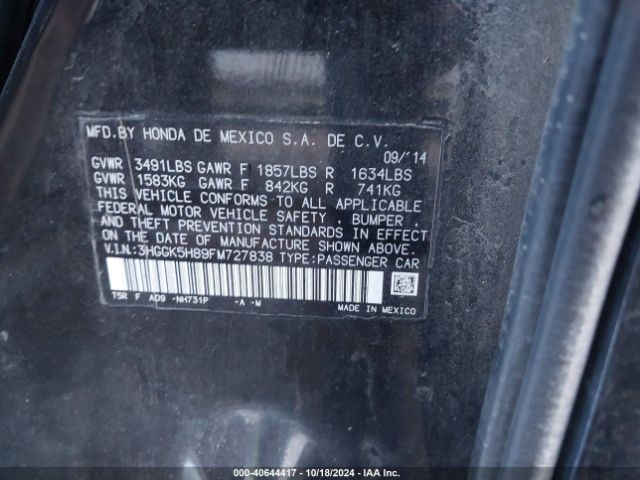 MFD.BY HONDA DE MEXICO S.A. DE C.V.
09/'14
GVWR 3491LBS GAWR F 1857LBS R 1634LBS
GVWR 1583KG GAWR F 842KG R 741KG
THIS VEHICLE CONFORMS TO ALL APPLICABLE
FEDERAL MOTOR VEHICLE SAFETY , BUMPER ,
AND THEFT PREVENTION STANDARDS IN EFFECT
ON THE DATE OF MANUFACTURE SHOWN ABOVE.
V.I.N.:3HGGK5H89FM727838 TYPE:PASSENGER CAR
T5R F AD9 -NH731P -A -M
MADE IN MEXICO
000-40644417 | 10/18/2024 | IAA Inc.